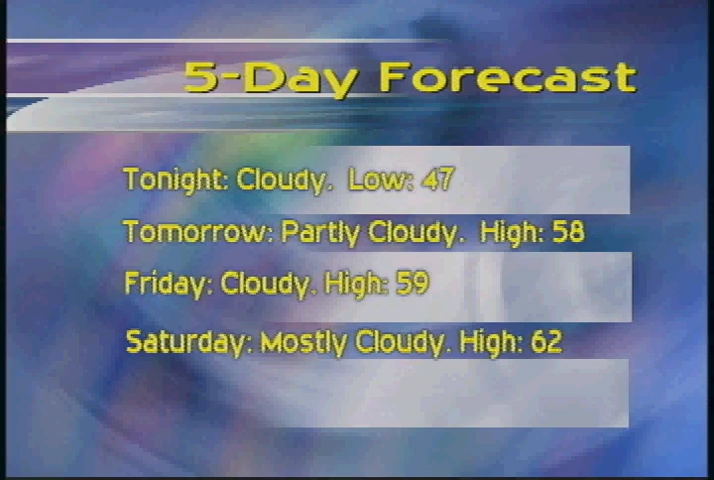 5-Day Forecast
Tonight: Cloudy.  Low: 47
Tomorrow: Partly Cloudy.  High: 58
Friday: Cloudy. High: 59
Saturday: Mostly Cloudy. High: 62